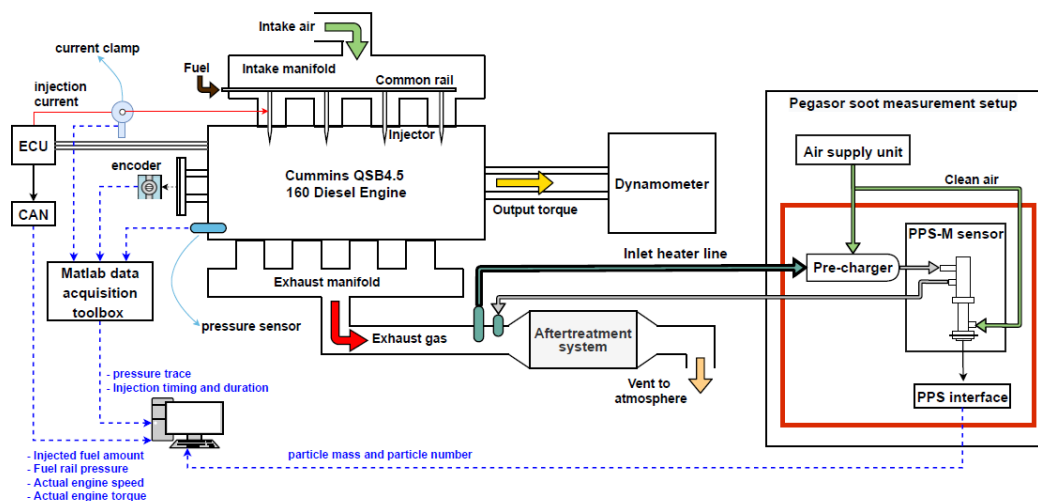 Intake air
current clamp
Intake manifold
Fuel
Common rail
injection
current
Injector
ECU
encoder
Cummins QSB4.5
160 Diesel Engine
Output torque
Dynamometer
CAN
Matlab data
acquisition
toolbox
pressure sensor
Exhaust manifold
Exhaust gas
Aftertreatment
system
Vent to
atmosphere
Inlet heater line
Pegasor soot measurement setup
Air supply unit
Clean air
PPS-M sensor
Pre-charger
PPS interface
- pressure trace
- Injection timing and duration
particle mass and particle number
- Injected fuel amount
- Fuel rail pressure
- Actual engine speed
- Actual engine torque